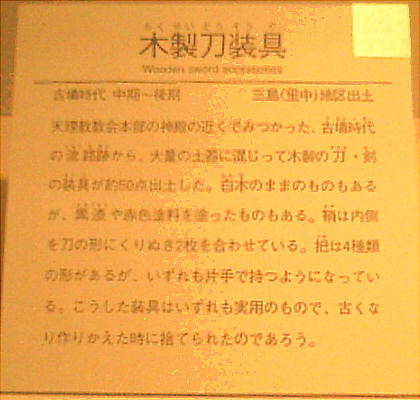 もくせいとうそうぐ
木製刀装具
Wooden sword accessories
古墳時代 中期〜後期 三島(里中)地区出土
天理教教会本部の神殿の近くでみつかった、古墳時代
の流路跡から、大量の土器に混じって木製の刀・剣
の装具が約50点出土した。白木のままのものもある
が、黒漆や赤色塗料を塗ったものもある。鞘は内側
を刀の形にくりぬき2枚を合わせている。把は4種類
の形があるが、いずれも片手で持つようになってい
る。こうした装具はいずれも実用のもので、古くな
り作りかえた時に捨てられたのであろう。